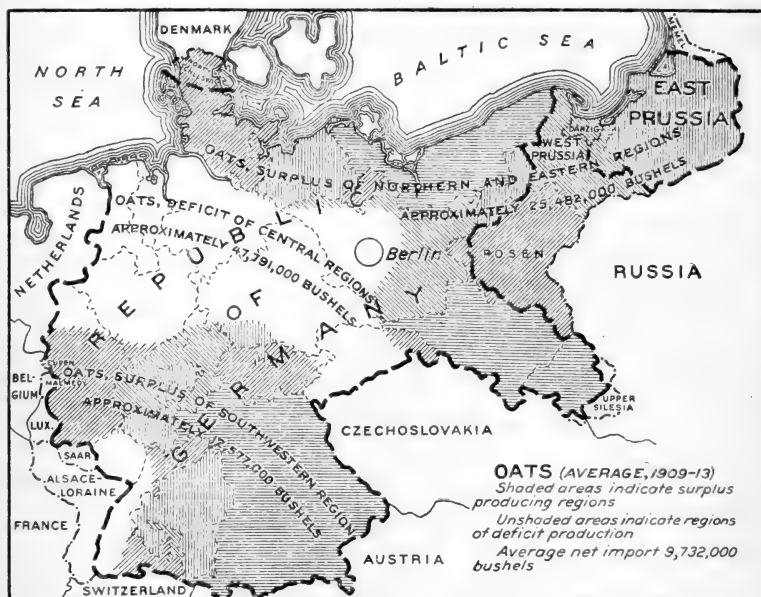 DENMARK
NORTH SEA
BALTIC SEA
MEMEL
EAST PRUSSIA
DANZIG
WEST PRUSSIA
OATS, SURPLUS OF NORTHERN AND EASTERN REGIONS
APPROXIMATELY 25,482,000 BUSHELS
NETHERLANDS
OATS, DEFICIT OF CENTRAL REGIONS
APPROXIMATELY 47,791,000 BUSHELS
REPUBLIC OF GERMANY
Berlin
POSEN
RUSSIA
EUPEN
MALMEDY
BEL-
GIUM
LUX.
OATS, SURPLUS OF SOUTHWESTERN REGION
APPROXIMATELY 12,577,000 BUSHELS
UPPER
SILESIA
CZECHOSLOVAKIA
SAAR
ALSACE-
LORAINE
FRANCE
SWITZERLAND
AUSTRIA
OATS (AVERAGE, 1909-13)
Shaded areas indicate surplus
producing regions
Unshaded areas indicate regions
of deficit production
Average net import 9,732,000
bushels